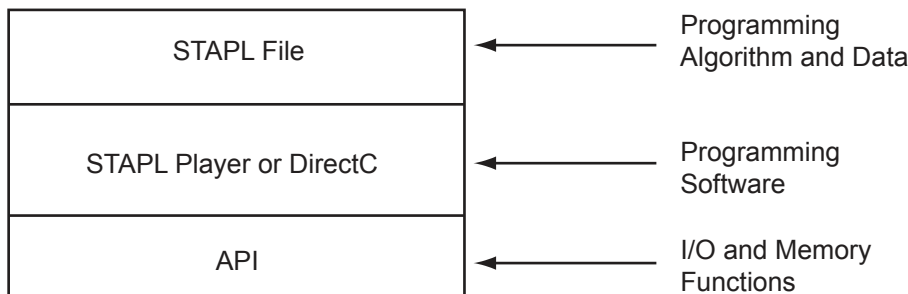 STAPL File
Programming
Algorithm and Data
STAPL Player or DirectC
Programming
Software
API
I/O and Memory
Functions